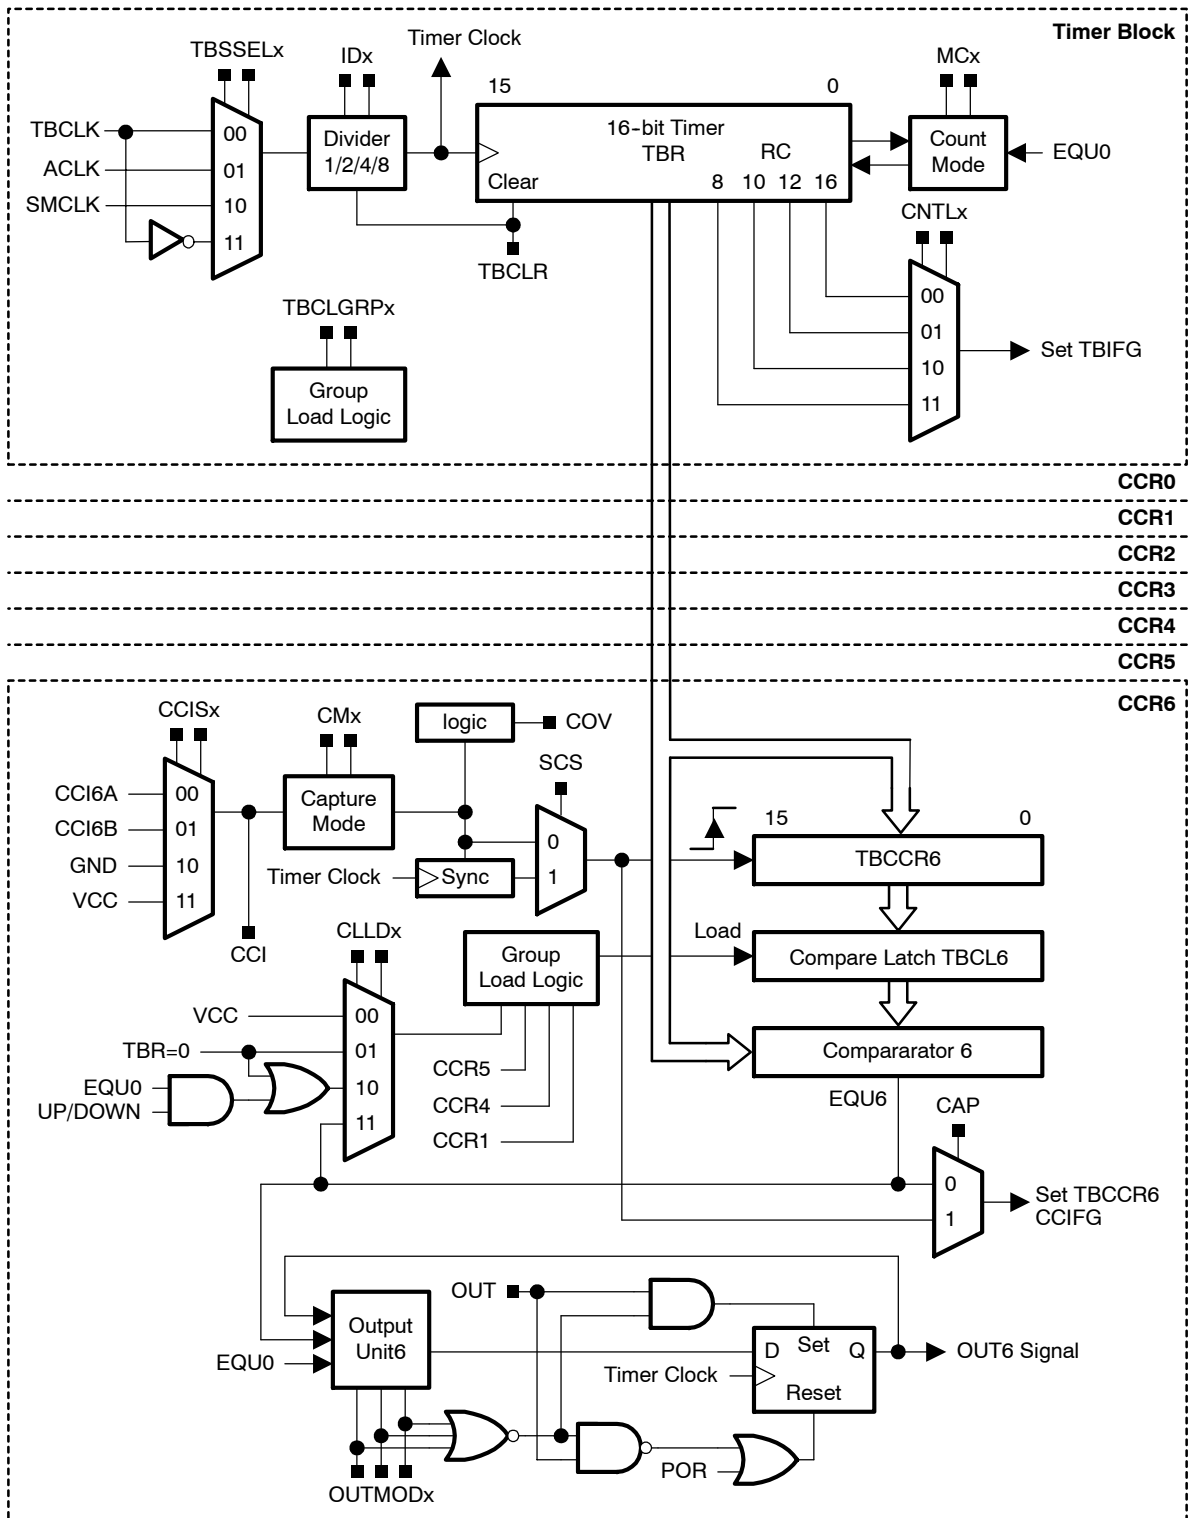 Timer Block
Timer Clock
TBSSELx
IDx
MCx
15
0
TBCLK
00
Divider
1/2/4/8
16-bit Timer
TBR
RC
Count
Mode
EQU0
ACLK
01
SMCLK
10
11
Clear
8 10 12 16
TBCLR
CNTLx
00
01
10
11
Set TBIFG
TBCLGRPx
Group
Load Logic
CCR0
CCR1
CCR2
CCR3
CCR4
CCR5
CCR6
CCISx
CMx
logic
COV
SCS
CCI6A
00
CCI6B
01
GND
10
VCC
11
Capture
Mode
0
1
Timer Clock
Sync
CCI
15
0
TBCCR6
Load
Compare Latch TBCL6
Compararator 6
EQU6
CLLDx
Group
Load Logic
VCC
00
TBR=0
01
EQU0
10
UP/DOWN
11
CCR5
CCR4
CCR1
CAP
0
1
Set TBCCR6
CCIFG
OUT
Output
Unit6
EQU0
D
Set
Q
Timer Clock
Reset
OUT6 Signal
POR
OUTMODx